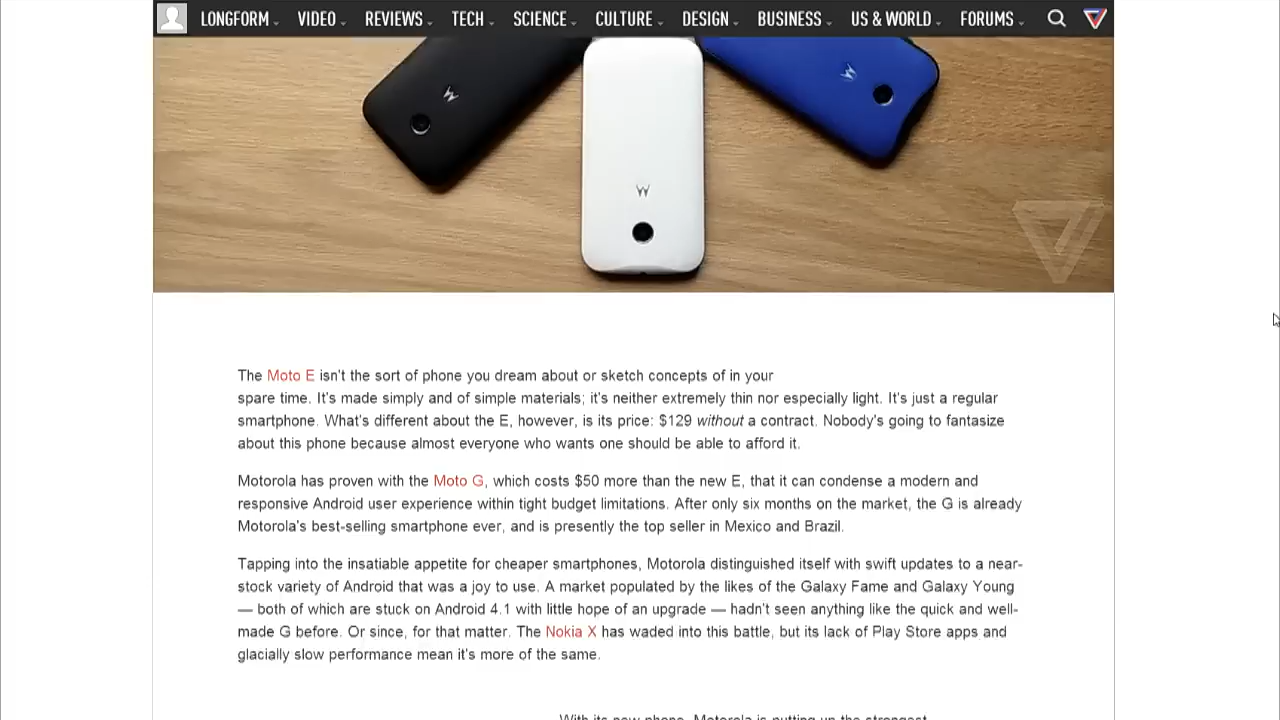 LONGFORM VIDEO REVIEWS TECH SCIENCE CULTURE DESIGN BUSINESS US & WORLD FORUMS
The Moto E isn't the sort of phone you dream about or sketch concepts of in your
spare time. It's made simply and of simple materials; it's neither extremely thin nor especially light. It's just a regular
smartphone. What's different about the E, however, is its price: $129 without a contract. Nobody's going to fantasize
about this phone because almost everyone who wants one should be able to afford it.
Motorola has proven with the Moto G, which costs $50 more than the new E, that it can condense a modern and
responsive Android user experience within tight budget limitations. After only six months on the market, the G is already
Motorola's best-selling smartphone ever, and is presently the top seller in Mexico and Brazil.
Tapping into the insatiable appetite for cheaper smartphones, Motorola distinguished itself with swift updates to a near-
stock variety of Android that was a joy to use. A market populated by the likes of the Galaxy Fame and Galaxy Young
— both of which are stuck on Android 4.1 with little hope of an upgrade — hadn't seen anything like the quick and well-
made G before. Or since, for that matter. The Nokia X has waded into this battle, but its lack of Play Store apps and
glacially slow performance mean it's more of the same.
With its new phone, Motorola is putting up the strongest